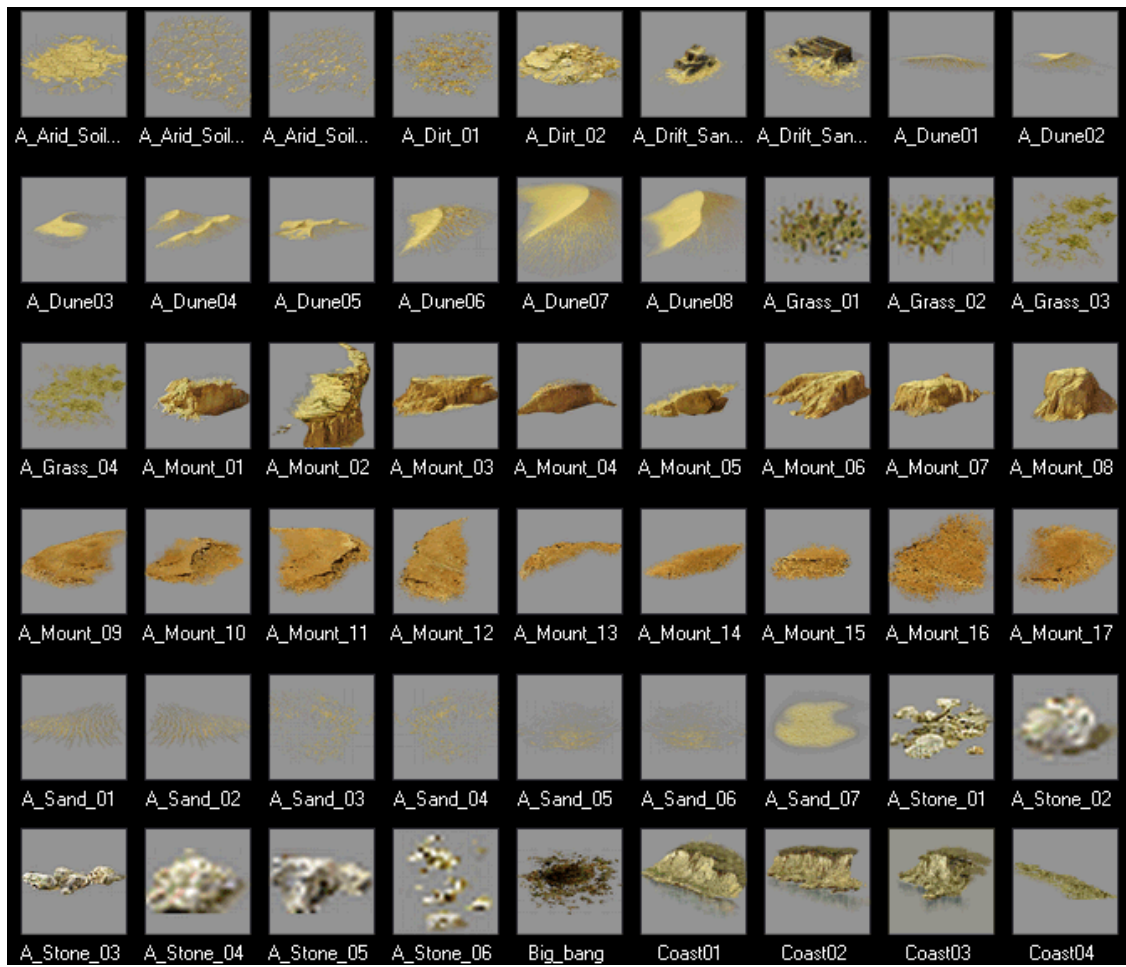 A_Arid_Soil... A_Arid_Soil... A_Arid_Soil... A_Dirt_01 A_Dirt_02 A_Drift_San... A_Drift_San... A_Dune01 A_Dune02
A_Dune03 A_Dune04 A_Dune05 A_Dune06 A_Dune07 A_Dune08 A_Grass_01 A_Grass_02 A_Grass_03
A_Grass_04 A_Mount_01 A_Mount_02 A_Mount_03 A_Mount_04 A_Mount_05 A_Mount_06 A_Mount_07 A_Mount_08
A_Mount_09 A_Mount_10 A_Mount_11 A_Mount_12 A_Mount_13 A_Mount_14 A_Mount_15 A_Mount_16 A_Mount_17
A_Sand_01 A_Sand_02 A_Sand_03 A_Sand_04 A_Sand_05 A_Sand_06 A_Sand_07 A_Stone_01 A_Stone_02
A_Stone_03 A_Stone_04 A_Stone_05 A_Stone_06 Big_bang Coast01 Coast02 Coast03 Coast04